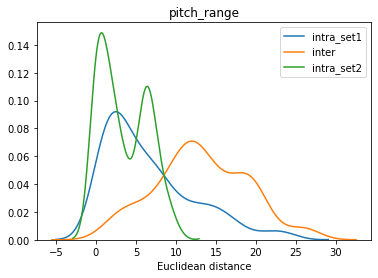 pitch_range
intra_set1
inter
intra_set2
0.14
0.12
0.10
0.08
0.06
0.04
0.02
0.00
−5 0 5 10 15 20 25 30
Euclidean distance